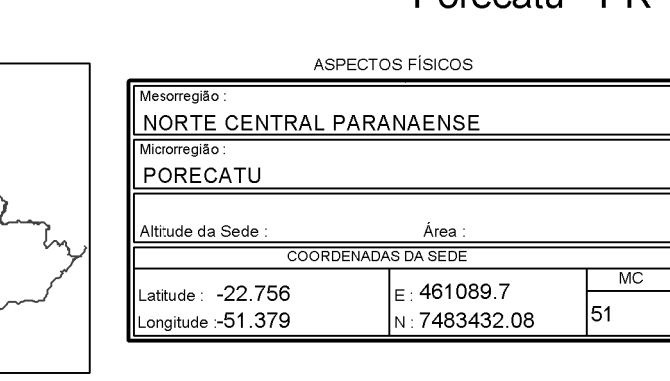 Porecatu - PR
ASPECTOS FÍSICOS
Mesorregião :
NORTE CENTRAL PARANAENSE
Microrregião :
PORECATU
Altitude da Sede : Área :
COORDENADAS DA SEDE
Latitude : -22.756 E : 461089.7 MC
Longitude :-51.379 N : 7483432.08 51